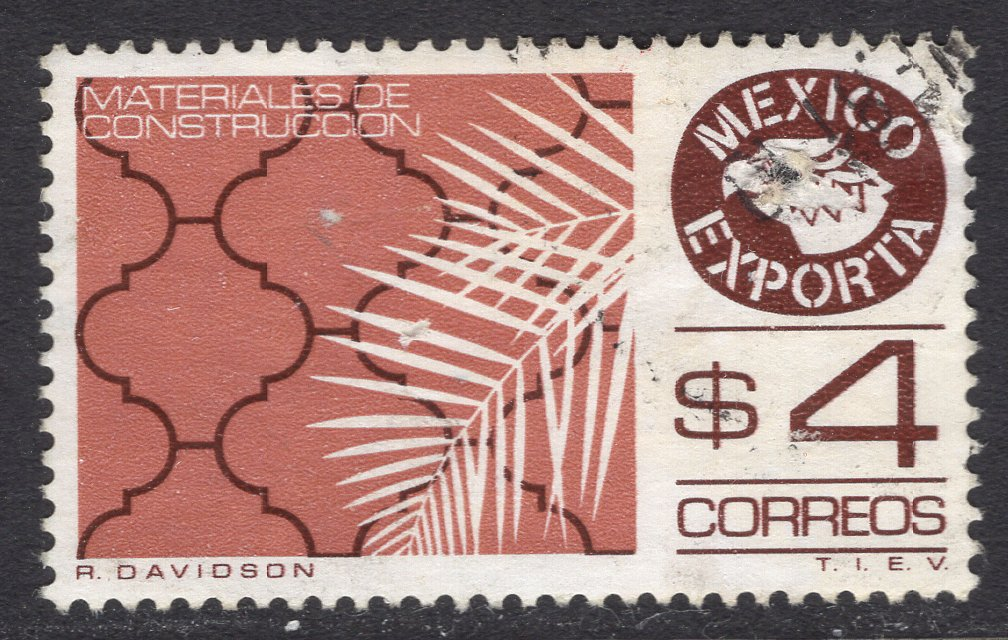 MATERIALES DE
CONSTRUCCION
MEXICO
EXPORTA
$4
CORREOS
R. DAVIDSON
T. I. E. V.